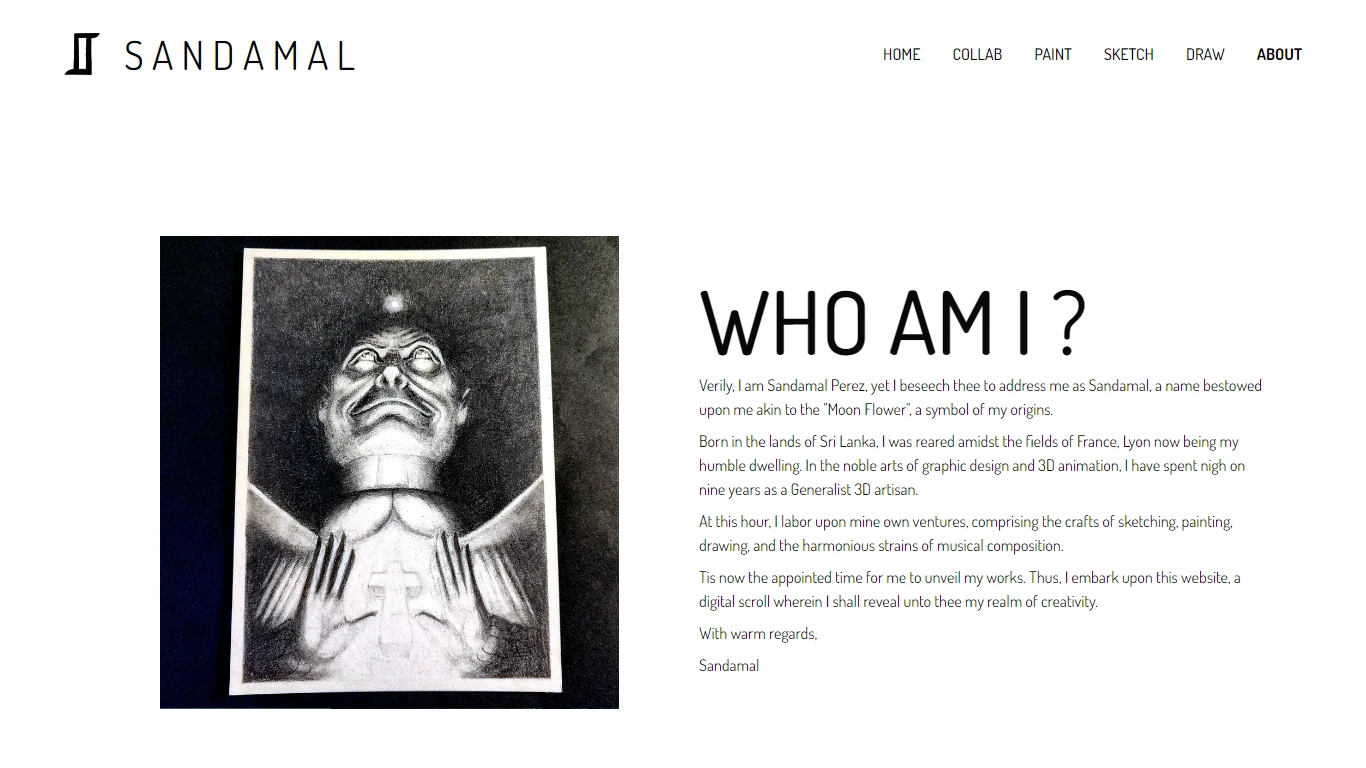 SANDAMAL
HOME COLLAB PAINT SKETCH DRAW ABOUT
WHO AM I ?
Verily, I am Sandamal Perez, yet I beseech thee to address me as Sandamal, a name bestowed
upon me akin to the "Moon Flower", a symbol of my origins.
Born in the lands of Sri Lanka, I was reared amidst the fields of France, Lyon now being my
humble dwelling. In the noble arts of graphic design and 3D animation, I have spent nigh on
nine years as a Generalist 3D artisan.
At this hour, I labor upon mine own ventures, comprising the crafts of sketching, painting,
drawing, and the harmonious strains of musical composition.
Tis now the appointed time for me to unveil my works. Thus, I embark upon this website, a
digital scroll wherein I shall reveal unto thee my realm of creativity.
With warm regards,
Sandamal